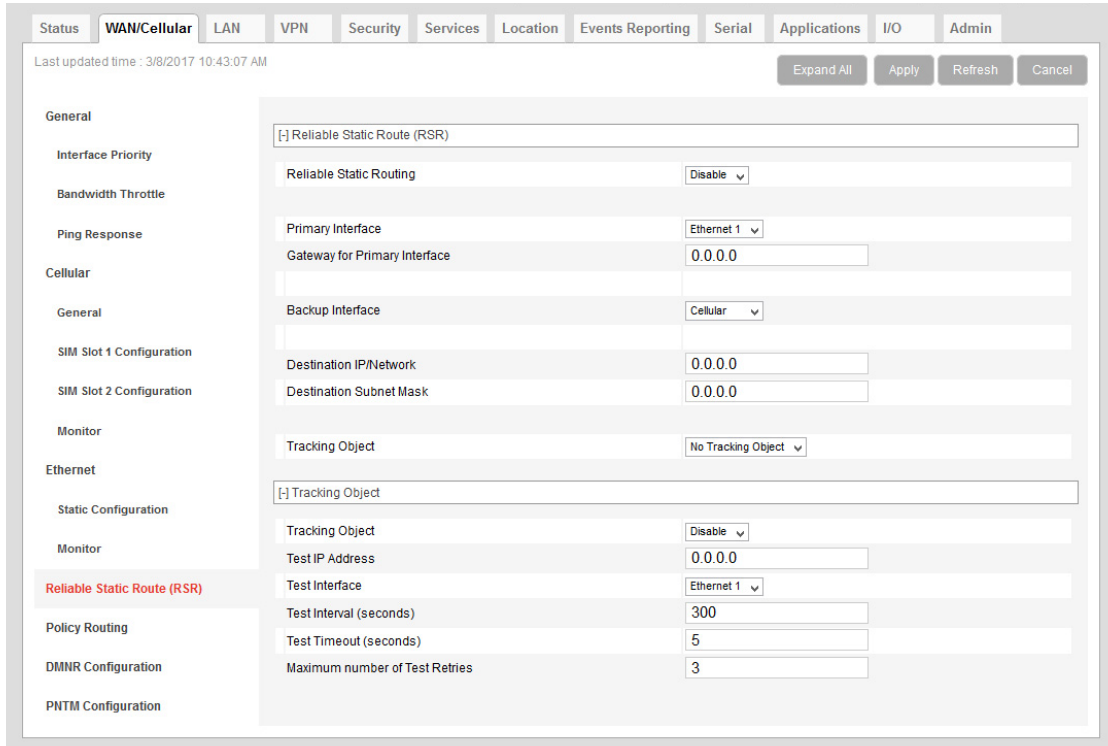 Status WAN/Cellular LAN VPN Security Services Location Events Reporting Serial Applications I/O Admin
Last updated time : 3/8/2017 10:43:07 AM
Expand All Apply Refresh Cancel
General
Interface Priority
Bandwidth Throttle
Ping Response
Cellular
General
SIM Slot 1 Configuration
SIM Slot 2 Configuration
Monitor
Ethernet
Static Configuration
Monitor
Reliable Static Route (RSR)
Policy Routing
DMNR Configuration
PNTM Configuration
[-] Reliable Static Route (RSR)
Reliable Static Routing Disable
Primary Interface Ethernet 1
Gateway for Primary Interface 0.0.0.0
Backup Interface Cellular
Destination IP/Network 0.0.0.0
Destination Subnet Mask 0.0.0.0
Tracking Object No Tracking Object
[-] Tracking Object
Tracking Object Disable
Test IP Address 0.0.0.0
Test Interface Ethernet 1
Test Interval (seconds) 300
Test Timeout (seconds) 5
Maximum number of Test Retries 3